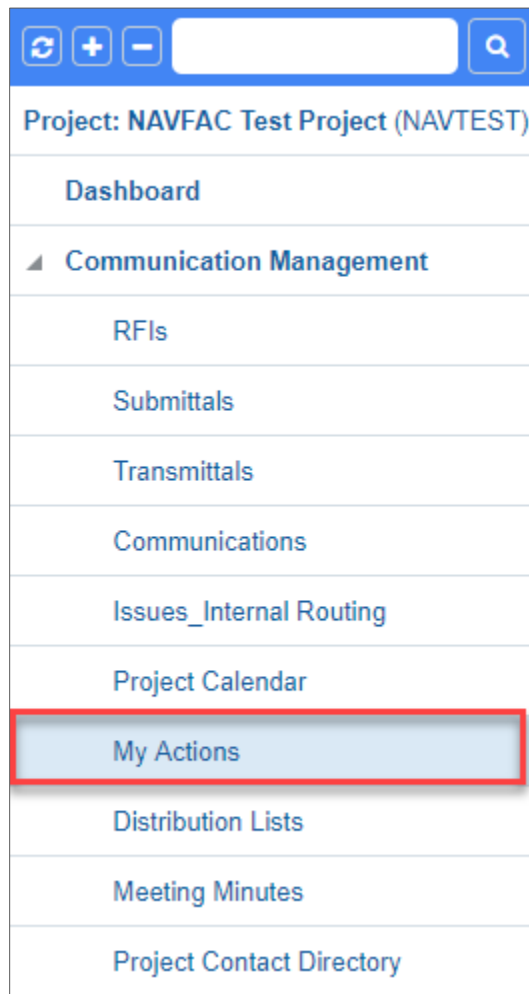 Project: NAVFAC Test Project (NAVTEST)
Dashboard
Communication Management
RFIs
Submittals
Transmittals
Communications
Issues_Internal Routing
Project Calendar
My Actions
Distribution Lists
Meeting Minutes
Project Contact Directory